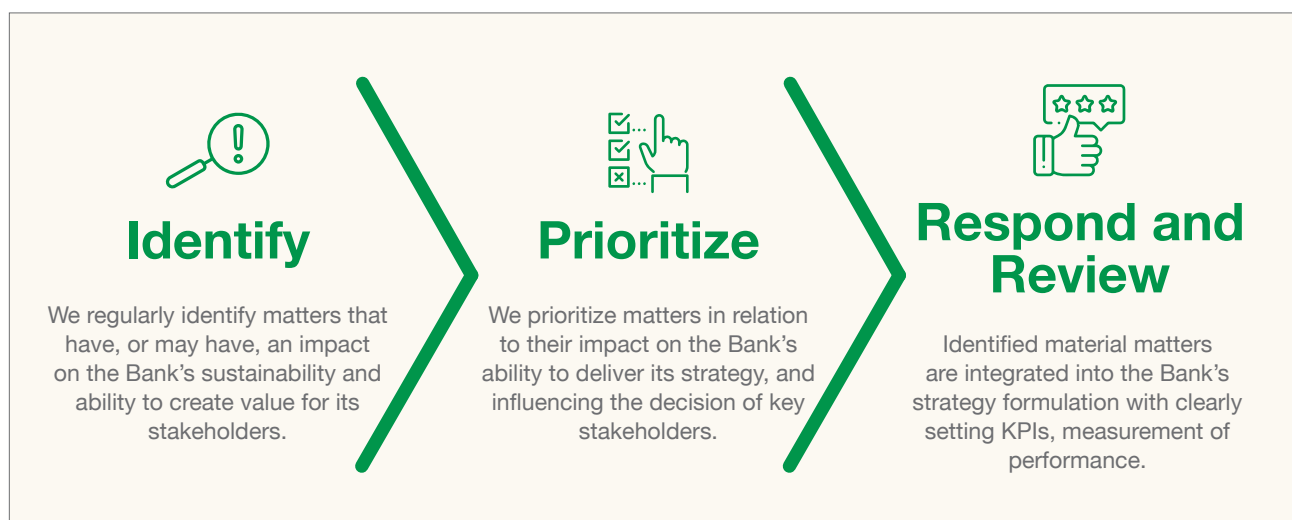 Identify
We regularly identify matters that
have, or may have, an impact
on the Bank’s sustainability and
ability to create value for its
stakeholders.
Prioritize
We prioritize matters in relation
to their impact on the Bank’s
ability to deliver its strategy, and
influencing the decision of key
stakeholders.
Respond and
Review
Identified material matters
are integrated into the Bank’s
strategy formulation with clearly
setting KPIs, measurement of
performance.